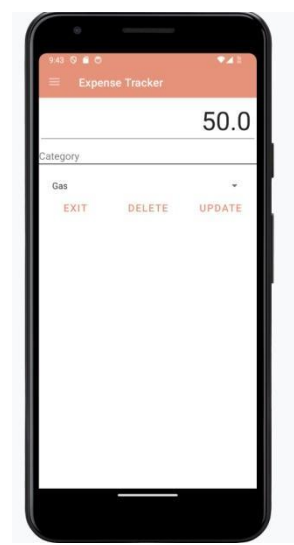 9:43
Expense Tracker
50.0
Category
Gas
EXIT DELETE UPDATE